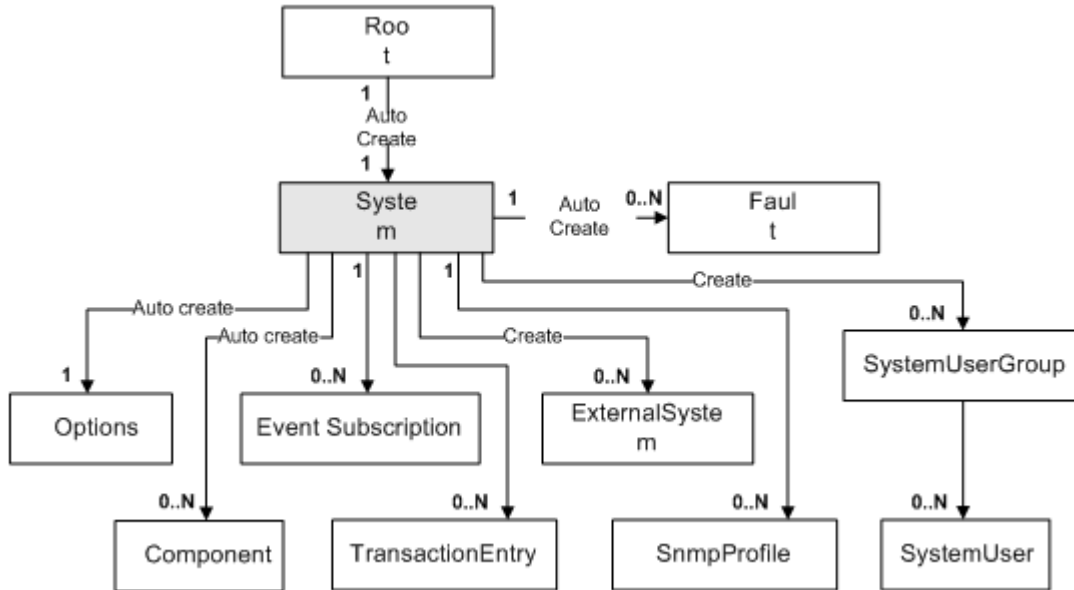 Roo
t
1
Auto
Create
1
Syste
m
1
Auto
Create
0..N
Faul
t
1
1
Create
Auto create
Auto create
Create
0..N
SystemUserGroup
1
0..N
0..N
Options
Event Subscription
ExternalSyste
m
0..N
0..N
0..N
0..N
Component
TransactionEntry
SnmpProfile
SystemUser